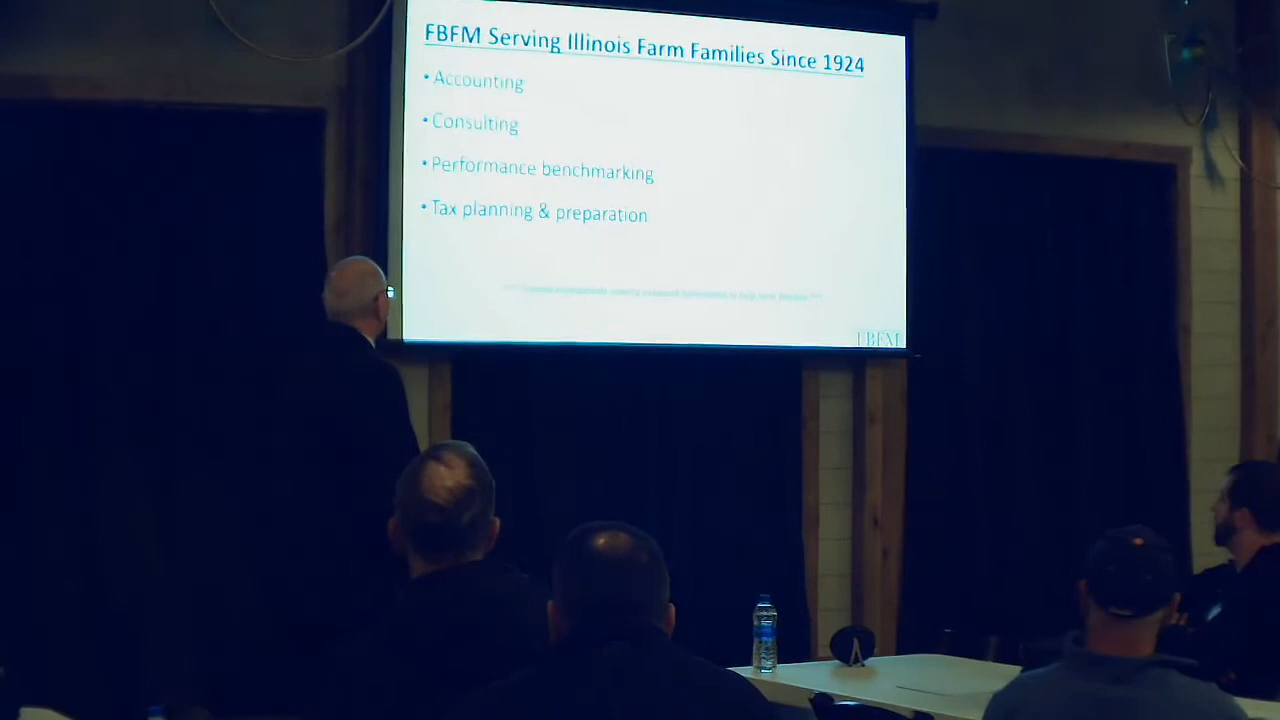 FBFM Serving Illinois Farm Families Since 1924
• Accounting
• Consulting
• Performance benchmarking
• Tax planning & preparation
FBFM